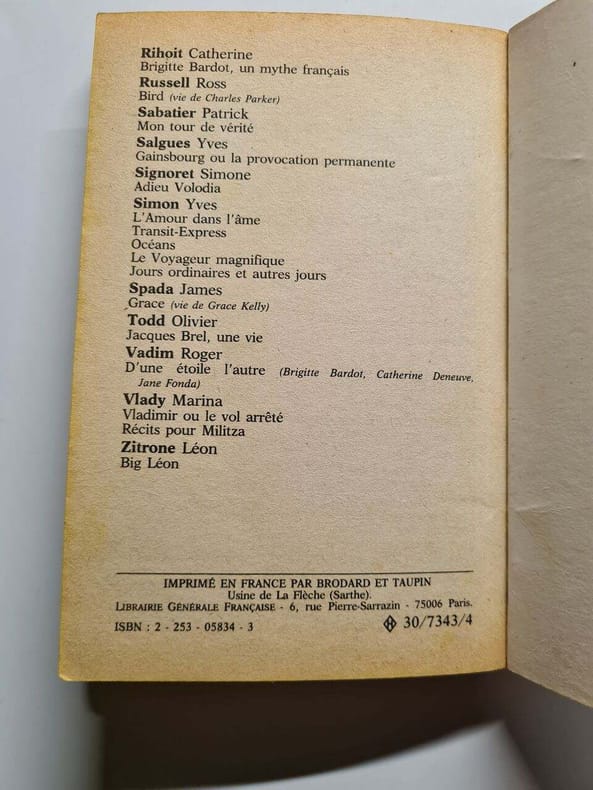 Rihoit Catherine
Brigitte Bardot, un mythe français
Russell Ross
Bird (vie de Charles Parker)
Sabatier Patrick
Mon tour de vérité
Salgues Yves
Gainsbourg ou la provocation permanente
Signoret Simone
Adieu Volodia
Simon Yves
L'Amour dans l'âme
Transit-Express
Océans
Le Voyageur magnifique
Jours ordinaires et autres jours
Spada James
Grace (vie de Grace Kelly)
Todd Olivier
Jacques Brel, une vie
Vadim Roger
D'une étoile l'autre (Brigitte Bardot, Catherine Deneuve,
Jane Fonda)
Vlady Marina
Vladimir ou le vol arrêté
Récits pour Militza
Zitrone Léon
Big Léon
IMPRIMÉ EN FRANCE PAR BRODARD ET TAUPIN
Usine de La Flèche (Sarthe).
LIBRAIRIE GÉNÉRALE FRANÇAISE - 6, rue Pierre-Sarrazin - 75006 Paris.
ISBN : 2 - 253 - 05834 - 3 30/7343/4